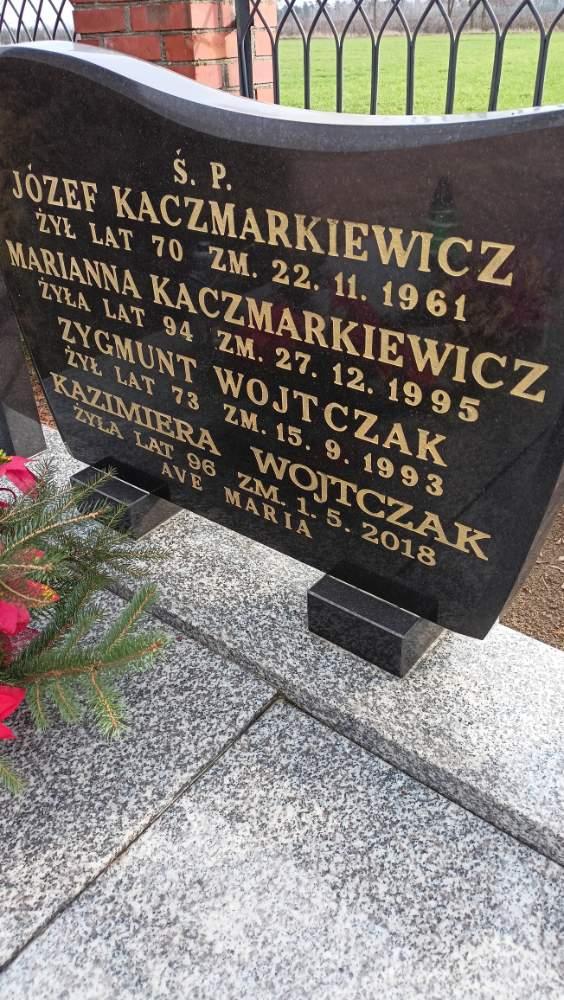 Ś. P.
JÓZEF KACZMARKIEWICZ
ŻYŁ LAT 70 ZM. 22. 11. 1961
MARIANNA KACZMARKIEWICZ
ŻYŁA LAT 94 ZM. 27. 12. 1995
ZYGMUNT WOJTCZAK
ŻYŁ LAT 73 ZM. 15. 9. 1993
KAZIMIERA WOJTCZAK
ŻYŁA LAT 96 ZM. 1. 5. 2018
AVE MARIA